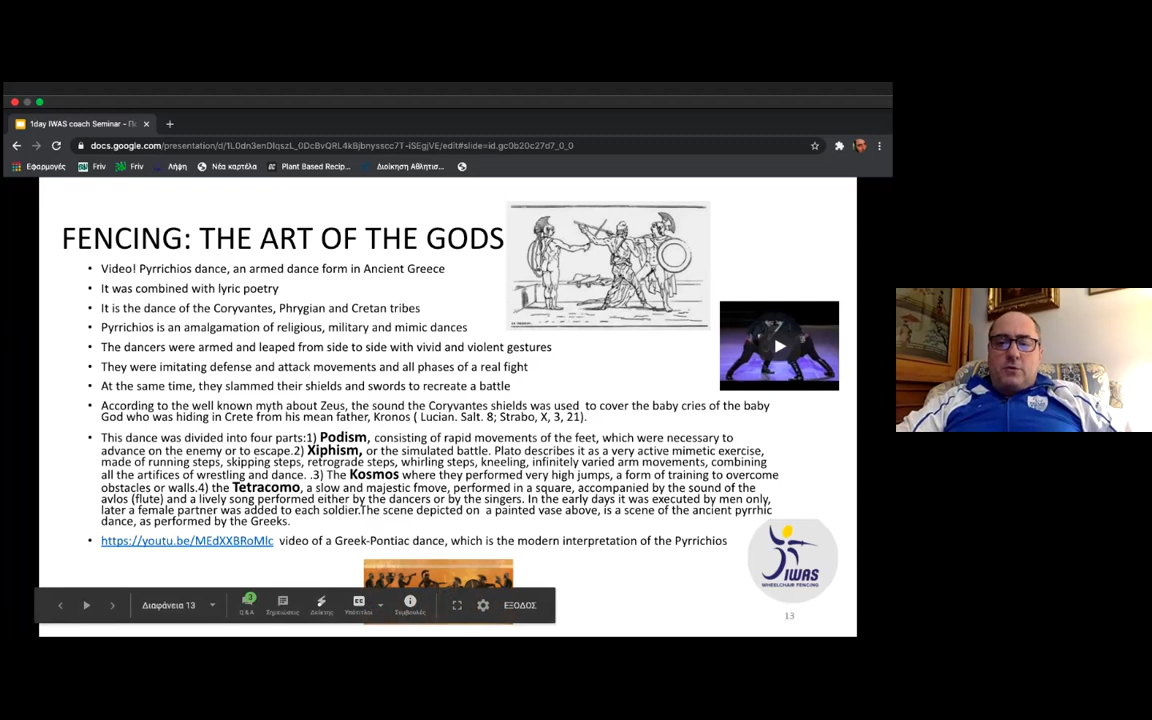 1day IWAS coach Seminar - Πα
docs.google.com/presentation/d/1L0dn3enDIqszL_0DcBvQRL4kBjbnysscc7T-iSEgjVE/edit#slide=id.gc0b20c27d7_0_0
Εφαρμογές Friv Friv Λήψη Νέα καρτέλα Plant Based Recip... Διοίκηση Αθλητισ...
FENCING: THE ART OF THE GODS
• Video! Pyrrichios dance, an armed dance form in Ancient Greece
• It was combined with lyric poetry
• It is the dance of the Coryvantes, Phrygian and Cretan tribes
• Pyrrichios is an amalgamation of religious, military and mimic dances
• The dancers were armed and leaped from side to side with vivid and violent gestures
• They were imitating defense and attack movements and all phases of a real fight
• At the same time, they slammed their shields and swords to recreate a battle
• According to the well known myth about Zeus, the sound the Coryvantes shields was used to cover the baby cries of the baby
God who was hiding in Crete from his mean father, Kronos ( Lucian. Salt. 8; Strabo, X, 3, 21).
• This dance was divided into four parts:1) Podism, consisting of rapid movements of the feet, which were necessary to
advance on the enemy or to escape.2) Xiphism, or the simulated battle. Plato describes it as a very active mimetic exercise,
made of running steps, skipping steps, retrograde steps, whirling steps, kneeling, infinitely varied arm movements, combining
all the artifices of wrestling and dance. .3) The Kosmos where they performed very high jumps, a form of training to overcome
obstacles or walls.4) the Tetracomo, a slow and majestic fmove, performed in a square, accompanied by the sound of the
avlos (flute) and a lively song performed either by the dancers or by the singers. In the early days it was executed by men only,
later a female partner was added to each soldier.The scene depicted on a painted vase above, is a scene of the ancient pyrrhic
dance, as performed by the Greeks.
• https://youtu.be/MEdXXBRoMIc video of a Greek-Pontiac dance, which is the modern interpretation of the Pyrrichios
IWAS
WHEELCHAIR FENCING
Διαφάνεια 13
Q & A Σημειώσεις Δείκτης Υπότιτλοι Συμβουλές ΕΞΟΔΟΣ
13